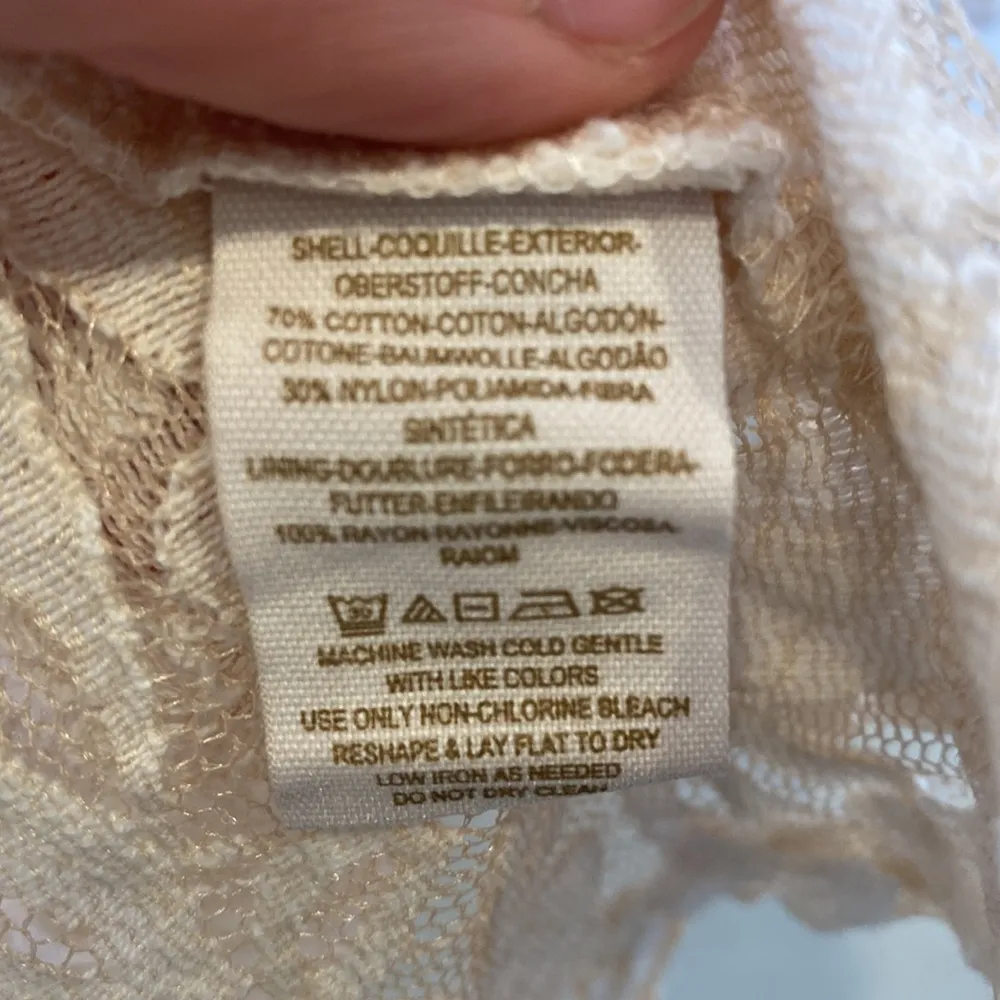 SHELL-COQUILLE-EXTERIOR-
OBERSTOFF-CONCHA
70% COTTON-COTON-ALGODÓN-
COTONE-BAUMWOLLE-ALGODÃO
30% NYLON-POLIAMIDA-FIBRA
SINTÉTICA
LINING-DOUBLURE-FORRO-FODERA-
FUTTER-ENFILEIRANDO
100% RAYON-RAYONNE-VISCOSA-
RAIOM
30
MACHINE WASH COLD GENTLE
WITH LIKE COLORS
USE ONLY NON-CHLORINE BLEACH
RESHAPE & LAY FLAT TO DRY
LOW IRON AS NEEDED
DO NOT DRY CLEAN